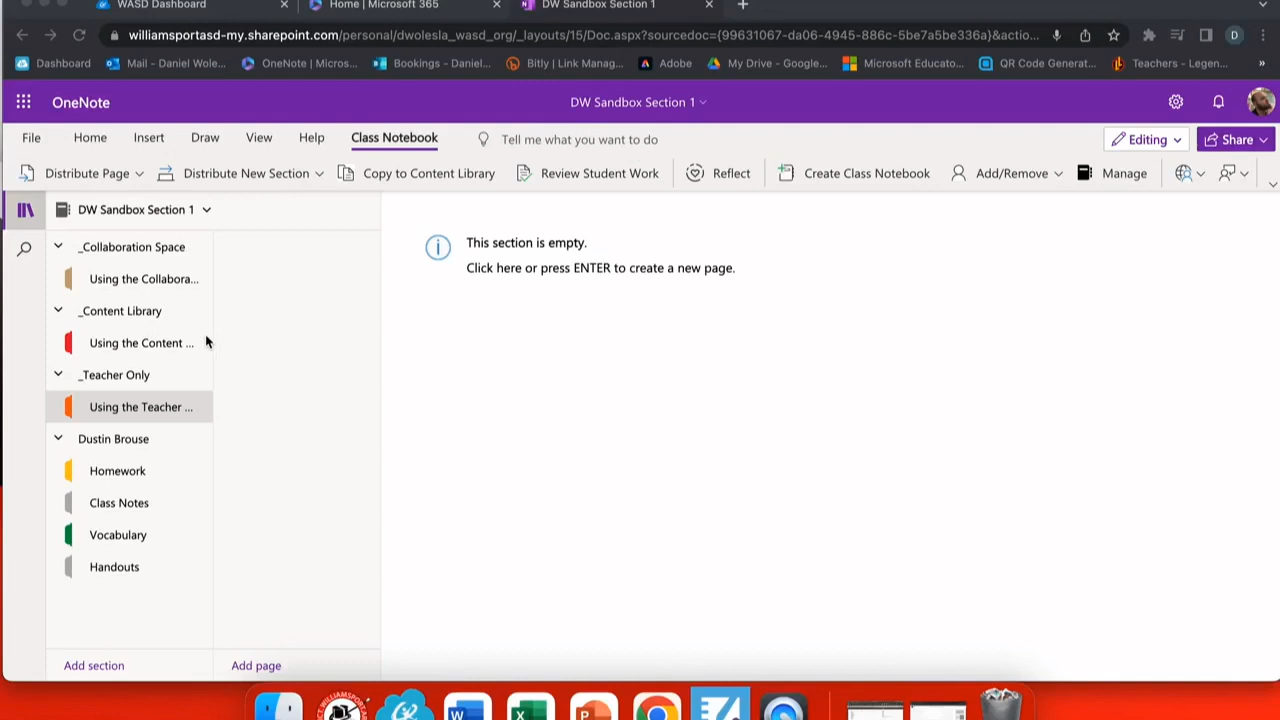 WASD Dashboard
Home | Microsoft 365
DW Sandbox Section 1
williamsportasd-my.sharepoint.com/personal/dwolesla_wasd_org/_layouts/15/Doc.aspx?sourcedoc={99631067-da06-4945-886c-5be7a5be336a}&actio...
D
Dashboard
Mail – Daniel Wole...
OneNote | Micros...
Bookings – Daniel...
Bitly | Link Manag...
Adobe
My Drive – Google...
Microsoft Educato...
QR Code Generat...
Teachers - Legen...
»
OneNote
DW Sandbox Section 1
File
Home
Insert
Draw
View
Help
Class Notebook
Tell me what you want to do
Editing
Share
Distribute Page
Distribute New Section
Copy to Content Library
Review Student Work
Reflect
Create Class Notebook
Add/Remove
Manage
DW Sandbox Section 1
_Collaboration Space
Using the Collabora...
_Content Library
Using the Content ...
_Teacher Only
Using the Teacher ...
Dustin Brouse
Homework
Class Notes
Vocabulary
Handouts
This section is empty.
Click here or press ENTER to create a new page.
Add section
Add page
W
X
P